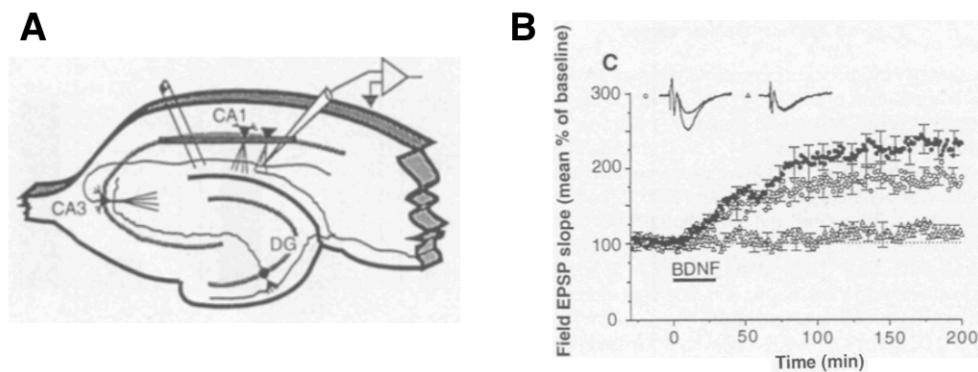 A
CA1
CA3
DG
B
C
Field EPSP slope (mean % of baseline)
300
200
100
0
BDNF
0
50
100
150
200
Time (min)